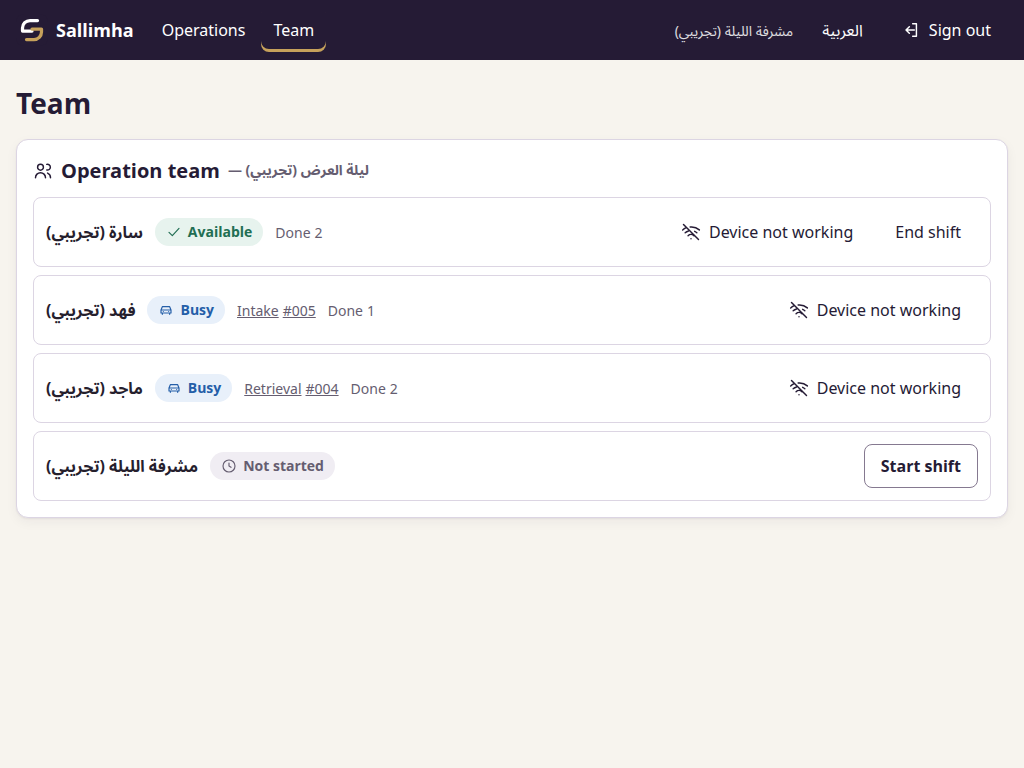 Sallimha Operations Team مشرفة الليلة (تجريبي) العربية Sign out
Team
Operation team — ليلة العرض (تجريبي)
سارة (تجريبي) Available Done 2 Device not working End shift
فهد (تجريبي) Busy Intake #005 Done 1 Device not working
ماجد (تجريبي) Busy Retrieval #004 Done 2 Device not working
مشرفة الليلة (تجريبي) Not started Start shift